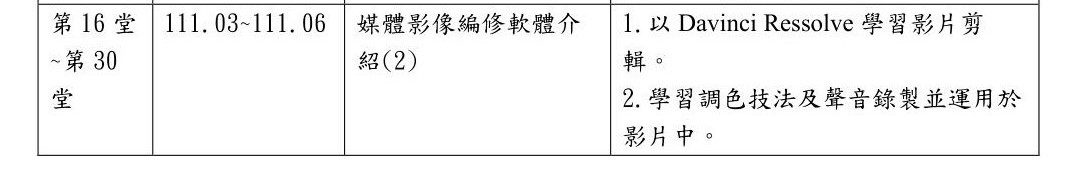 第 16 堂
~第 30
堂
111.03~111.06
媒體影像編修軟體介
紹(2)
1. 以 Davinci Ressolve 學習影片剪
輯。
2. 學習調色技法及聲音錄製並運用於
影片中。